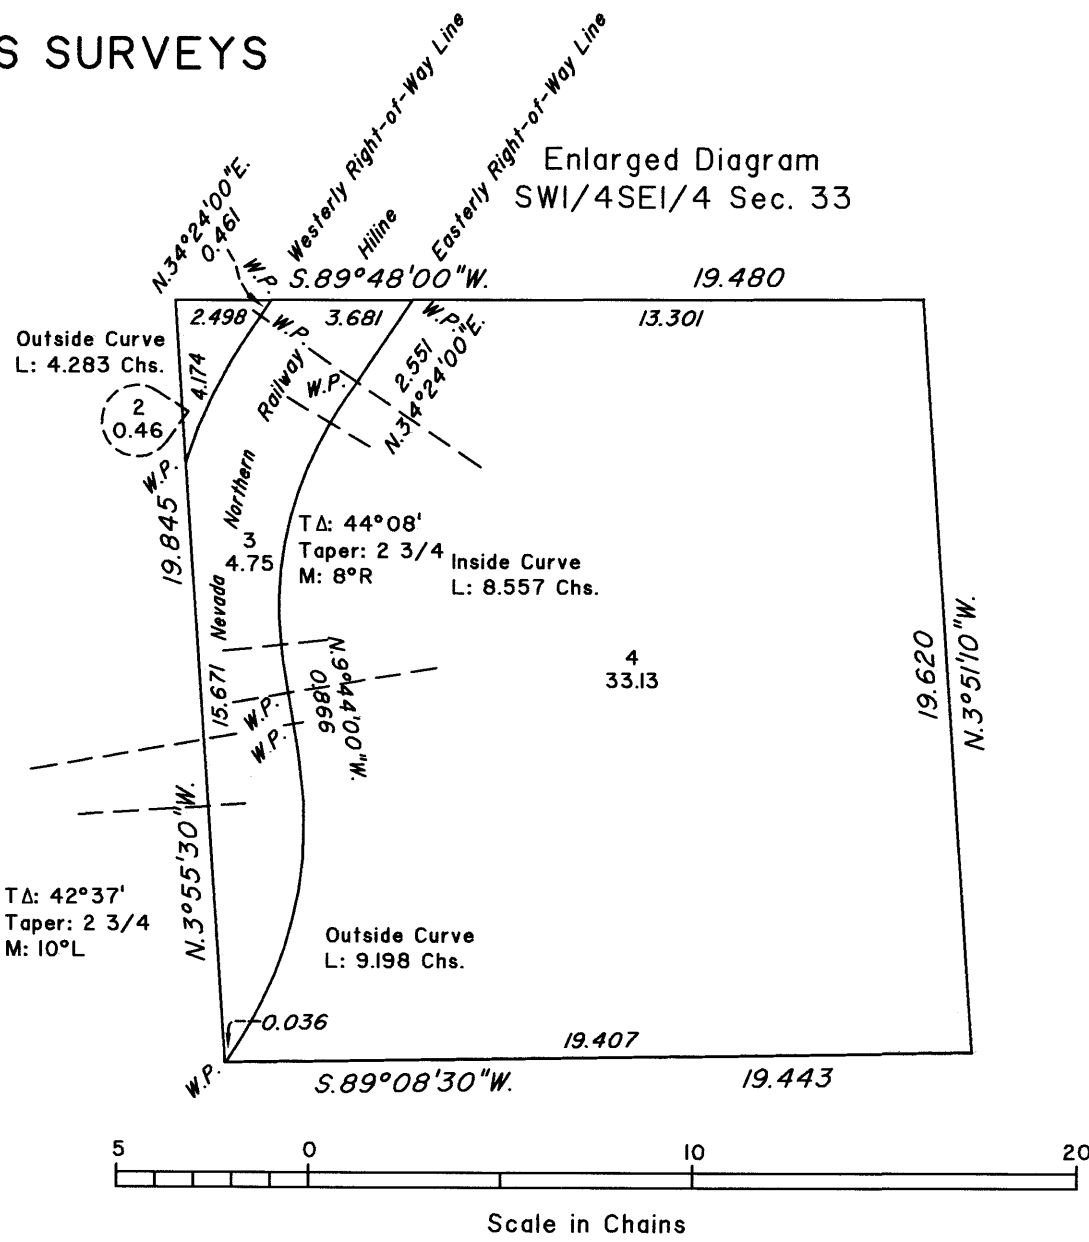 S SURVEYS
Westerly Right-of-Way Line
Hiline
Easterly Right-of-Way Line
Enlarged Diagram
SW1/4SE1/4 Sec. 33
N.34°24'00"E.
0.461
W.P.
S.89°48'00"W.
19.480
2.498
W.P.
3.681
W.P.
13.301
Outside Curve
L: 4.283 Chs.
4.174
2
0.46
W.P.
2.551
N.34°24'00"E.
W.P.
Nevada Northern Railway
19.845
3
4.75
T∆: 44°08'
Taper: 2 3/4
M: 8°R
Inside Curve
L: 8.557 Chs.
15.671
W.P.
W.P.
N.9°44'00"W.
0.866
4
33.13
19.620
N.3°51'10"W.
N.3°55'30"W.
T∆: 42°37'
Taper: 2 3/4
M: 10°L
Outside Curve
L: 9.198 Chs.
0.036
W.P.
19.407
S.89°08'30"W.
19.443
5 0 10 20
Scale in Chains